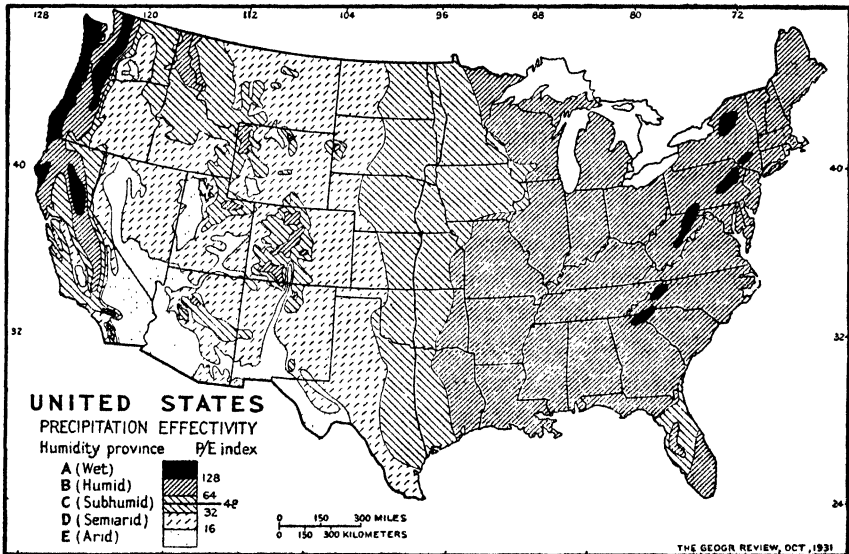 128 120 112 104 96 88 80 72
40 40
32 32
24
UNITED STATES
PRECIPITATION EFFECTIVITY
Humidity province P/E index
A (Wet)
128
B (Humid)
64
C (Subhumid) 48
32
D (Semiarid)
16
E (Arid)
0 150 300 MILES
0 150 300 KILOMETERS
THE GEOGR REVIEW, OCT, 1931